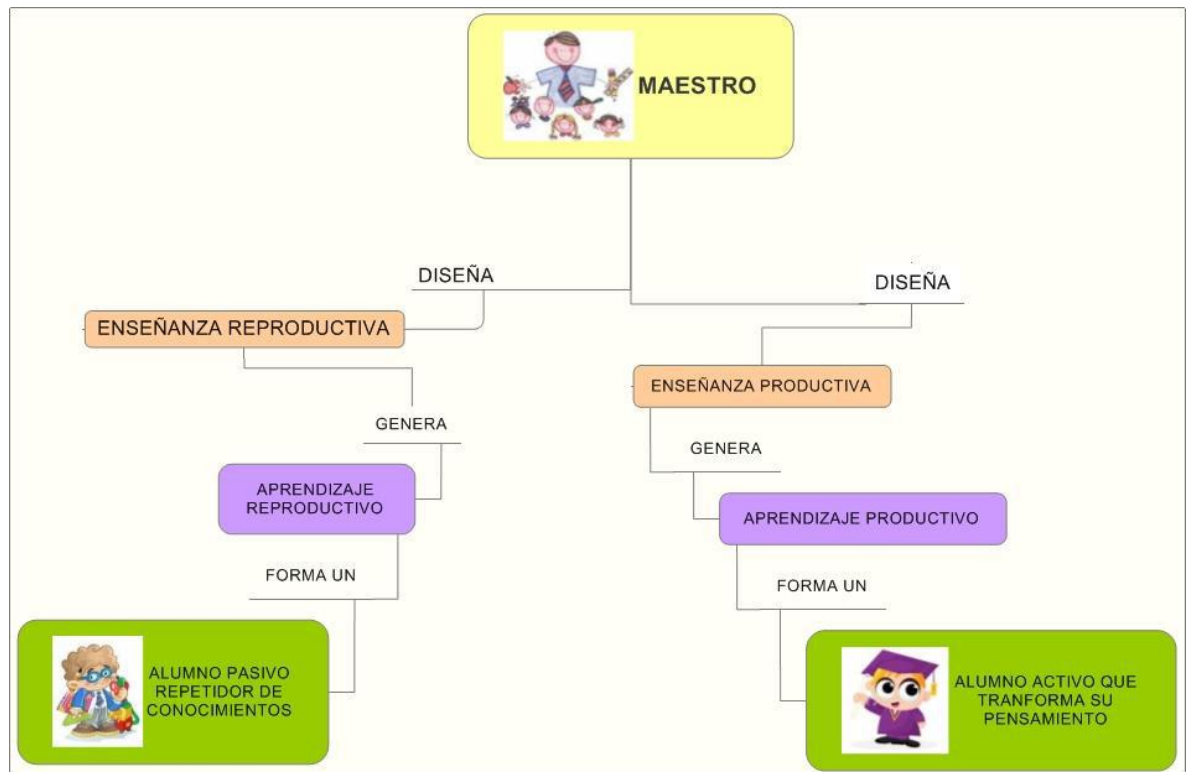 MAESTRO
DISEÑA
DISEÑA
ENSEÑANZA REPRODUCTIVA
ENSEÑANZA PRODUCTIVA
GENERA
GENERA
APRENDIZAJE
REPRODUCTIVO
APRENDIZAJE PRODUCTIVO
FORMA UN
FORMA UN
ALUMNO PASIVO
REPETIDOR DE
CONOCIMIENTOS
ALUMNO ACTIVO QUE
TRANFORMA SU
PENSAMIENTO